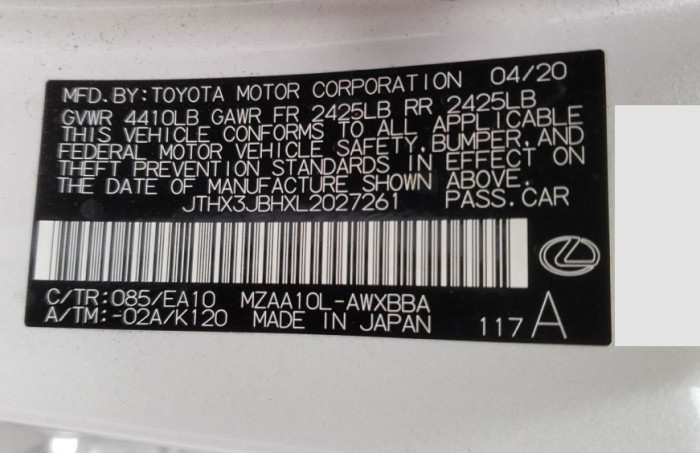 MFD.BY:TOYOTA MOTOR CORPORATION 04/20
GVWR 4410LB GAWR FR 2425LB RR 2425LB
THIS VEHICLE CONFORMS TO ALL APPLICABLE
FEDERAL MOTOR VEHICLE SAFETY,BUMPER,AND
THEFT PREVENTION STANDARDS IN EFFECT ON
THE DATE OF MANUFACTURE SHOWN ABOVE.
JTHX3JBHXL2027261 PASS.CAR
C/TR:085/EA10 MZAA10L-AWXBBA
A/TM:-02A/K120 MADE IN JAPAN 117 A